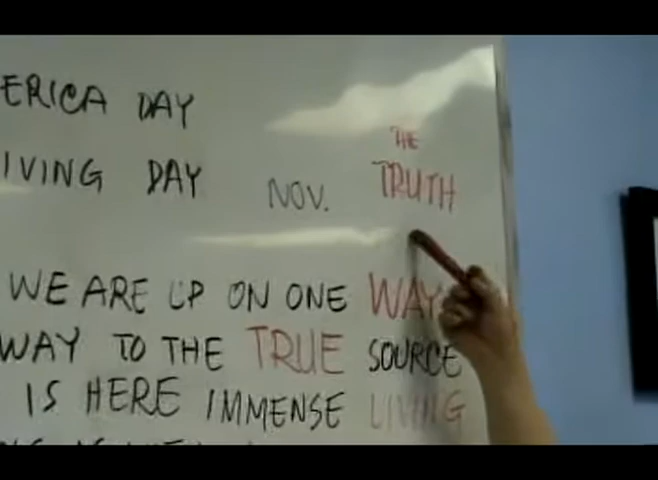 ERICA DAY
THE
IVING DAY NOV. TRUTH
WE ARE UP ON ONE WAY
WAY TO THE TRUE SOURCE
IS HERE IMMENSE LIVING